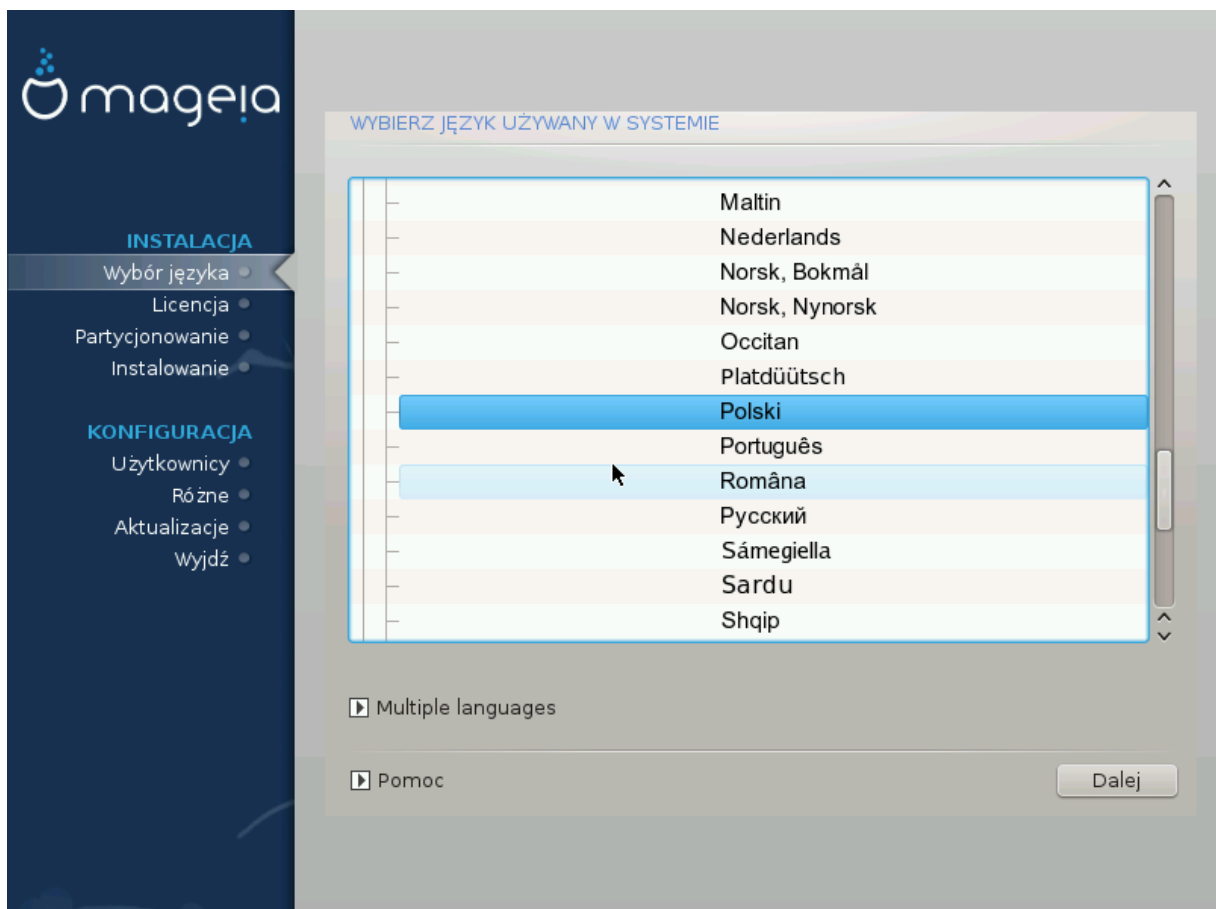 mageia
INSTALACJA
Wybór języka
Licencja
Partycjonowanie
Instalowanie
KONFIGURACJA
Użytkownicy
Różne
Aktualizacje
Wyjdź
WYBIERZ JĘZYK UŻYWANY W SYSTEMIE
Maltin
Nederlands
Norsk, Bokmål
Norsk, Nynorsk
Occitan
Platdüütsch
Polski
Português
Româna
Русский
Sámegiella
Sardu
Shqip
Multiple languages
Pomoc
Dalej